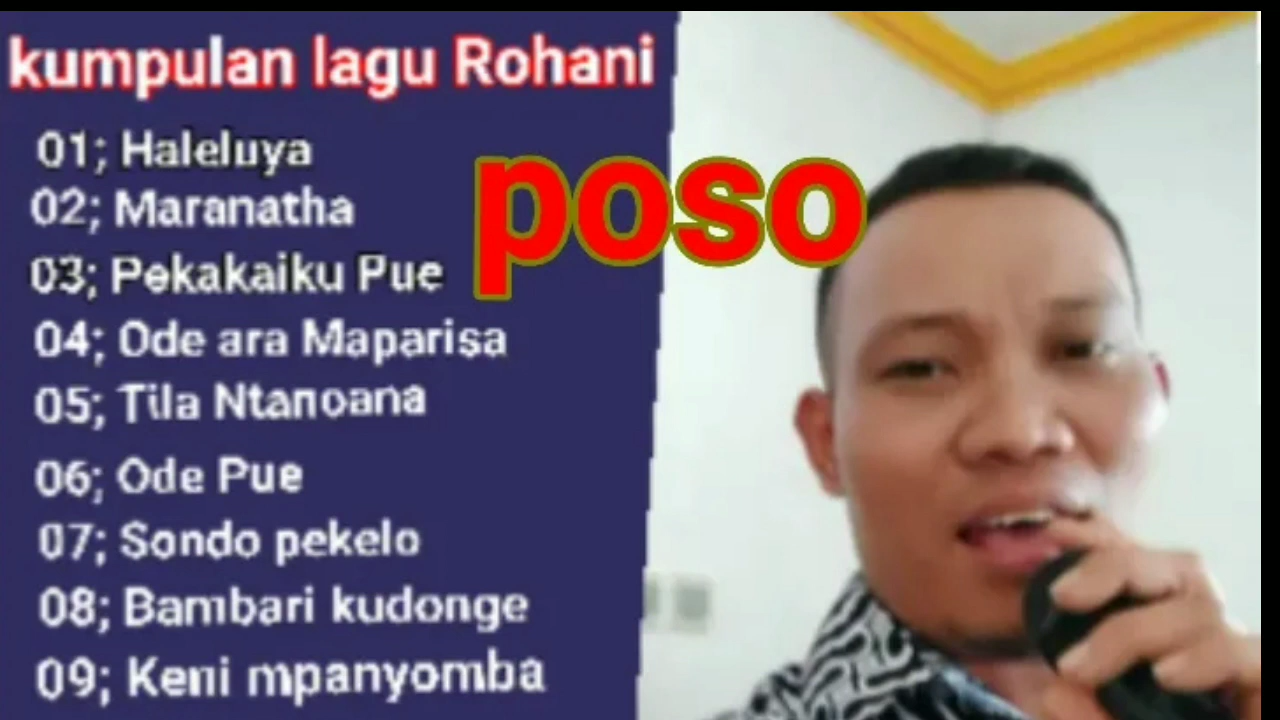 kumpulan lagu Rohani
poso
01; Haleluya
02; Maranatha
03; Pekakaiku Pue
04; Ode ara Maparisa
05; Tila Ntanoana
06; Ode Pue
07; Sondo pekelo
08; Bambari kudonge
09; Keni mpanyomba